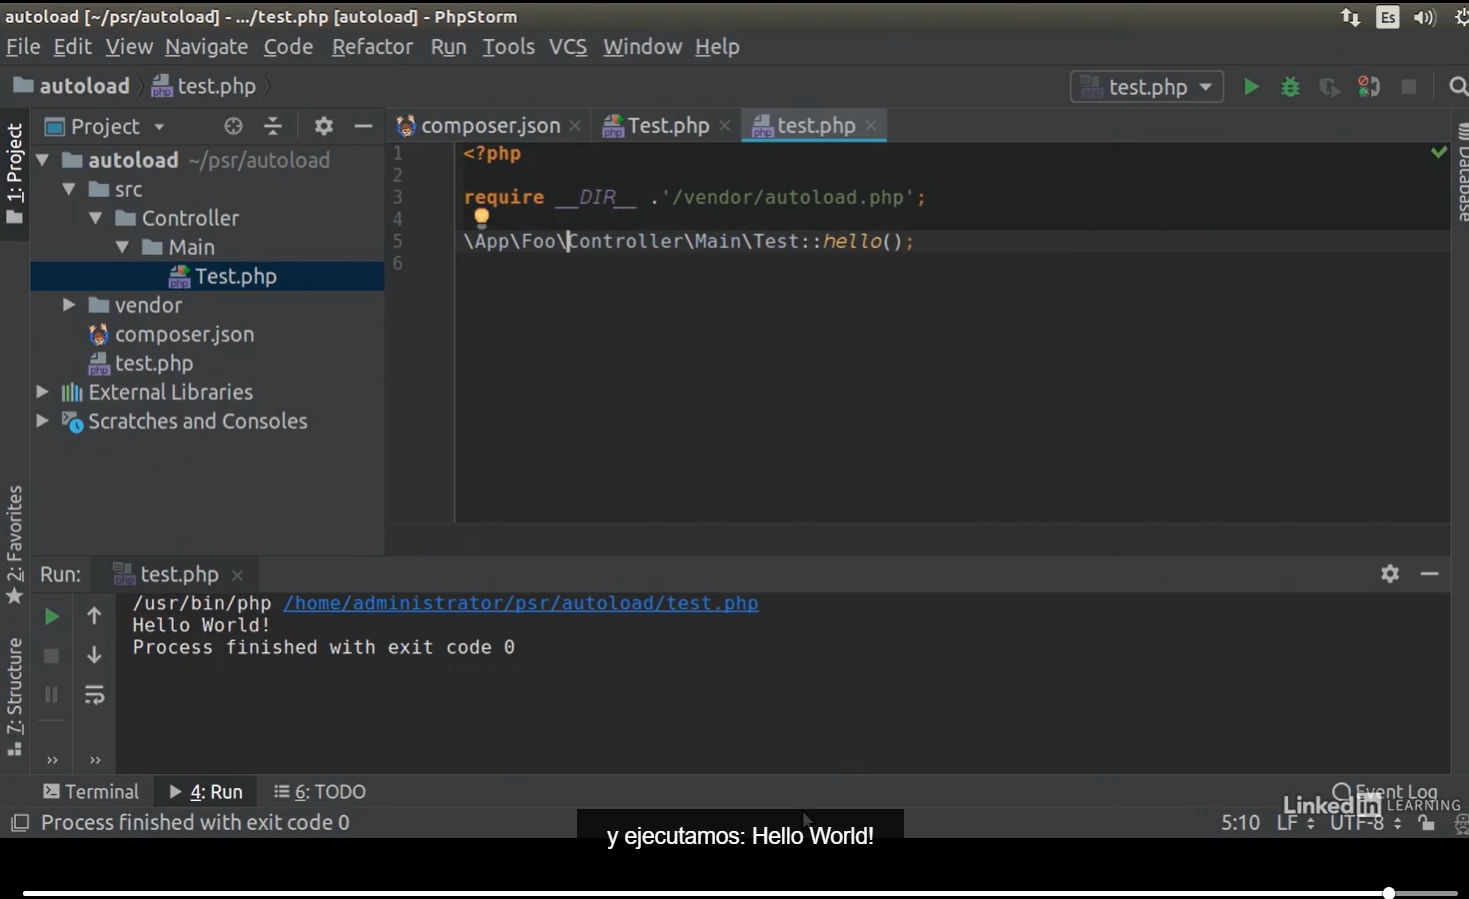 autoload [~/psr/autoload] - .../test.php [autoload] - PhpStorm
Es
File Edit View Navigate Code Refactor Run Tools VCS Window Help
autoload test.php
test.php
1: Project
Project
composer.json
Test.php
test.php
autoload ~/psr/autoload
src
Controller
Main
Test.php
vendor
composer.json
test.php
External Libraries
Scratches and Consoles
1 <?php
2
3 require __DIR__ .'/vendor/autoload.php';
4
5 \App\Foo\Controller\Main\Test::hello();
6
Database
2: Favorites
7: Structure
Run: test.php
/usr/bin/php /home/administrator/psr/autoload/test.php
Hello World!
Process finished with exit code 0
Terminal
4: Run
6: TODO
Event Log
Linked in LEARNING
Process finished with exit code 0
5:10 LF UTF-8
y ejecutamos: Hello World!